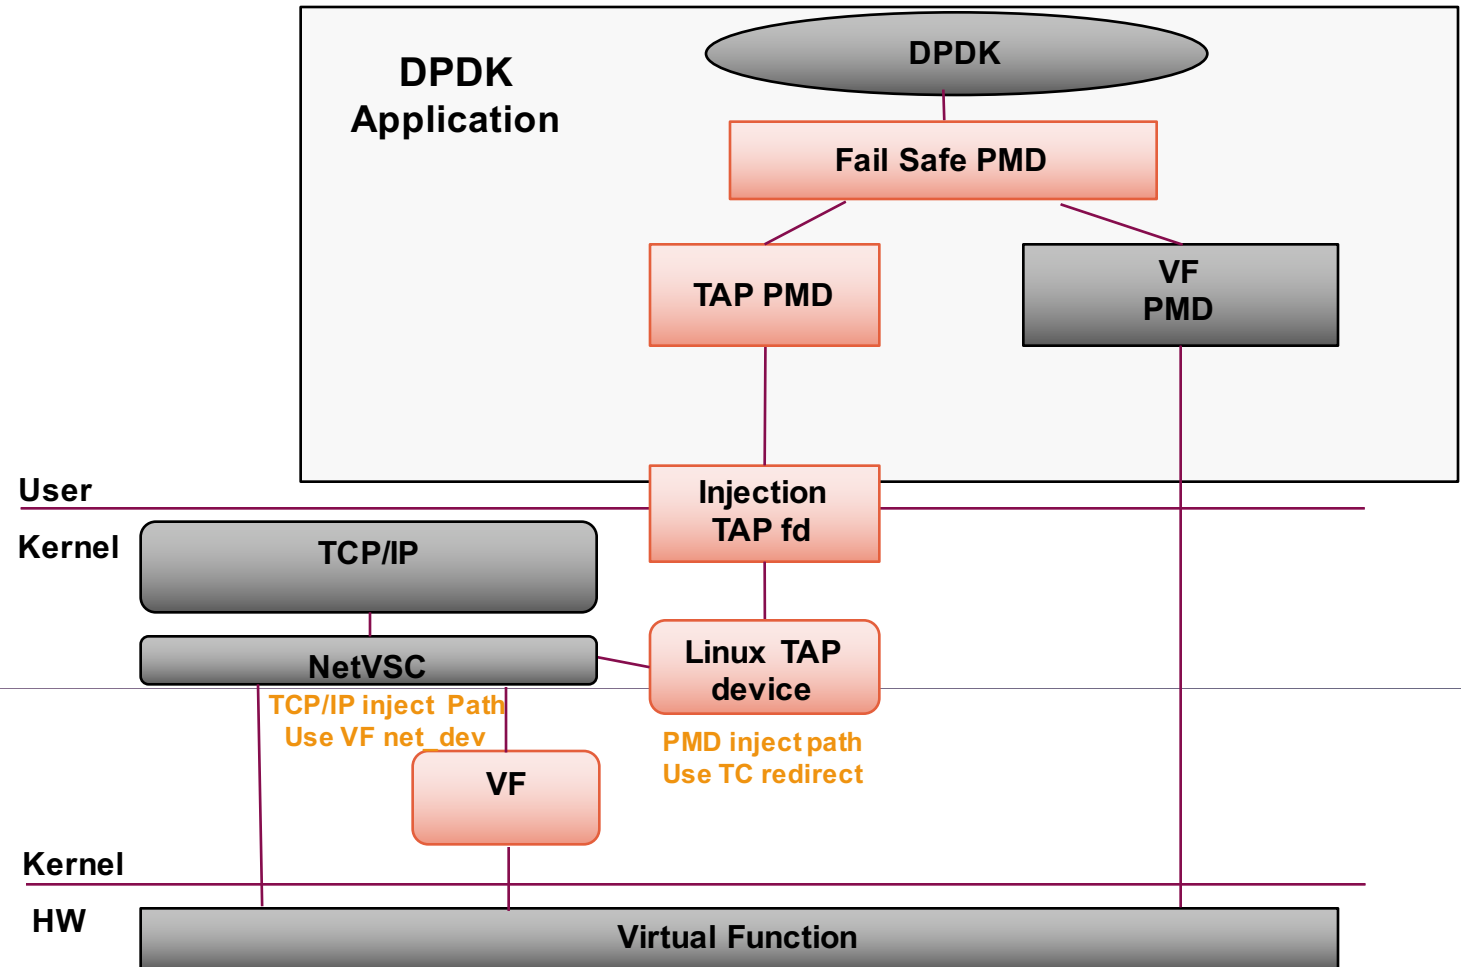 DPDK
Application
DPDK
Fail Safe PMD
TAP PMD
VF
PMD
User
Injection
TAP fd
Kernel
TCP/IP
NetVSC
Linux TAP
device
TCP/IP inject Path
Use VF net_dev
PMD inject path
Use TC redirect
VF
Kernel
HW
Virtual Function